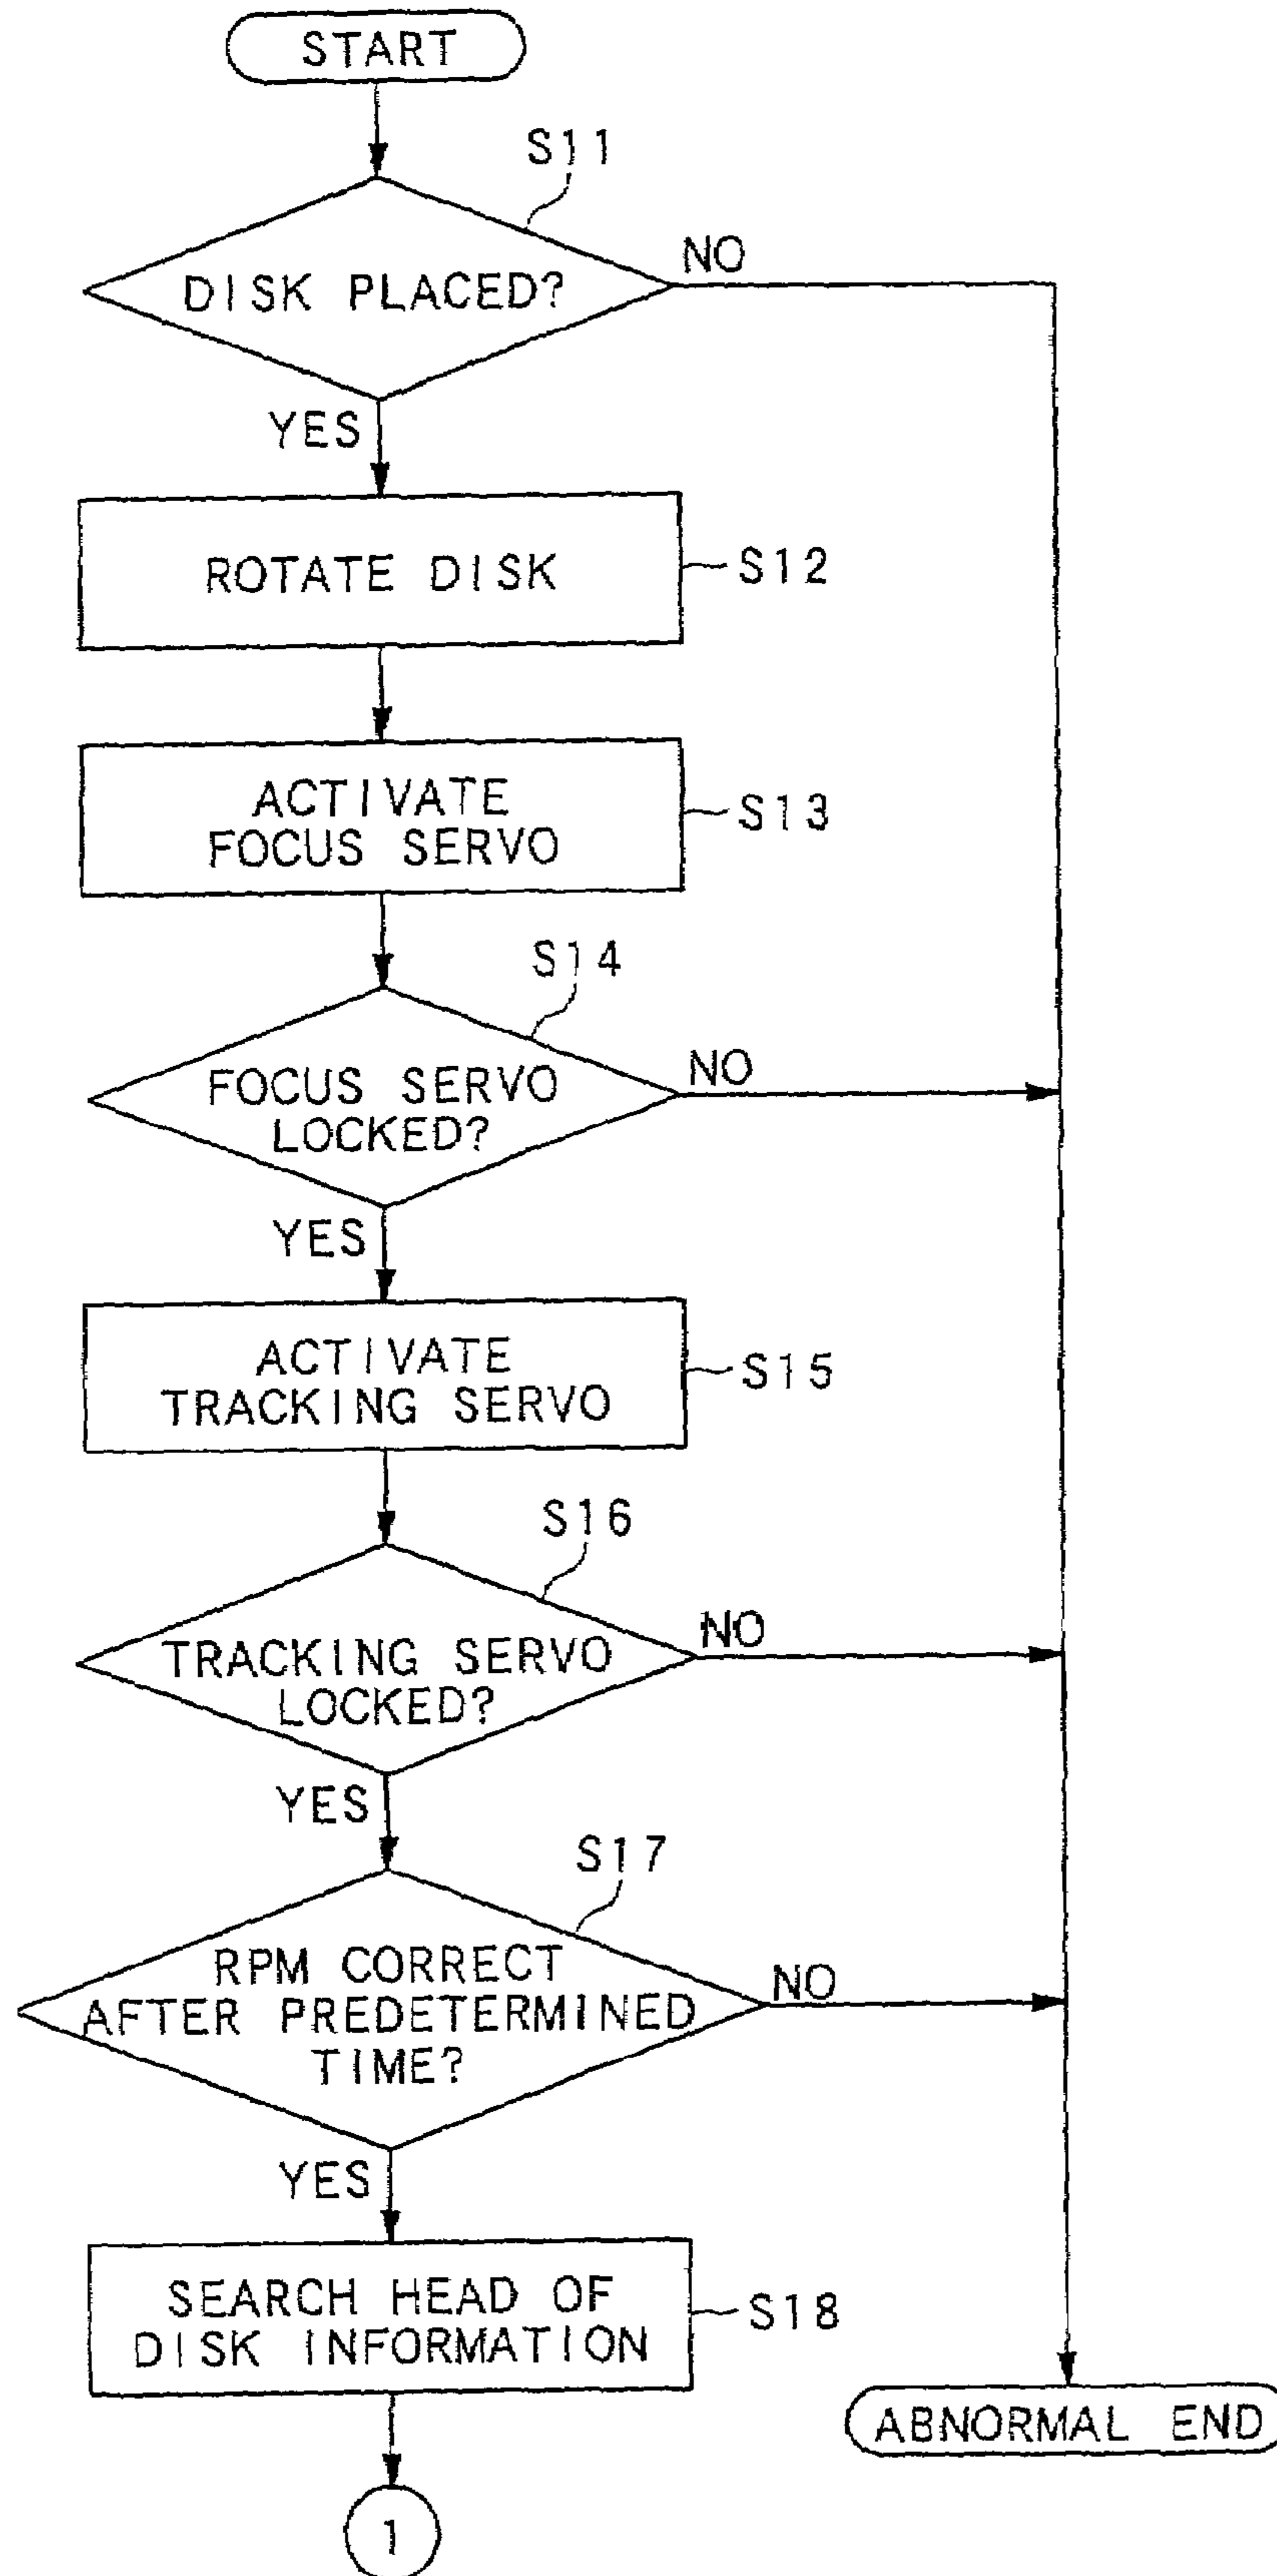 START
S11
DISK PLACED?
NO
YES
ROTATE DISK
S12
ACTIVATE
FOCUS SERVO
S13
S14
FOCUS SERVO
LOCKED?
NO
YES
ACTIVATE
TRACKING SERVO
S15
S16
TRACKING SERVO
LOCKED?
NO
YES
S17
RPM CORRECT
AFTER PREDETERMINED
TIME?
NO
YES
SEARCH HEAD OF
DISK INFORMATION
S18
ABNORMAL END
1